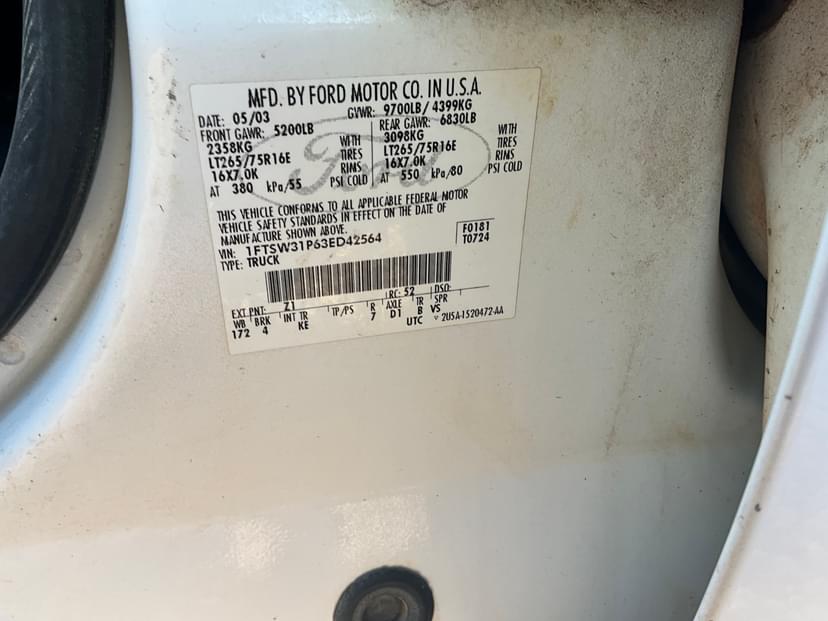 MFD. BY FORD MOTOR CO. IN U.S.A.
DATE: 05/03 GVWR: 9700LB/ 4399KG
FRONT GAWR: 5200LB REAR GAWR: 6830LB
2358KG WITH 3098KG WITH
LT265/75R16E TIRES LT265/75R16E TIRES
16X7.0K RIMS 16X7.0K RIMS
AT 380 kPa/55 PSI COLD AT 550 kPa/80 PSI COLD
Ford
THIS VEHICLE CONFORMS TO ALL APPLICABLE FEDERAL MOTOR
VEHICLE SAFETY STANDARDS IN EFFECT ON THE DATE OF
MANUFACTURE SHOWN ABOVE.
VIN: 1FTSW31P63ED42564 F0181
TYPE: TRUCK T0724
EXT PNT: Z1 RC: 52 DSO:
WB BRK INT TR TP/PS R AXLE TR SPR
172 4 KE 7 D1 B VS
UTC ▽ 2U5A-1520472-AA